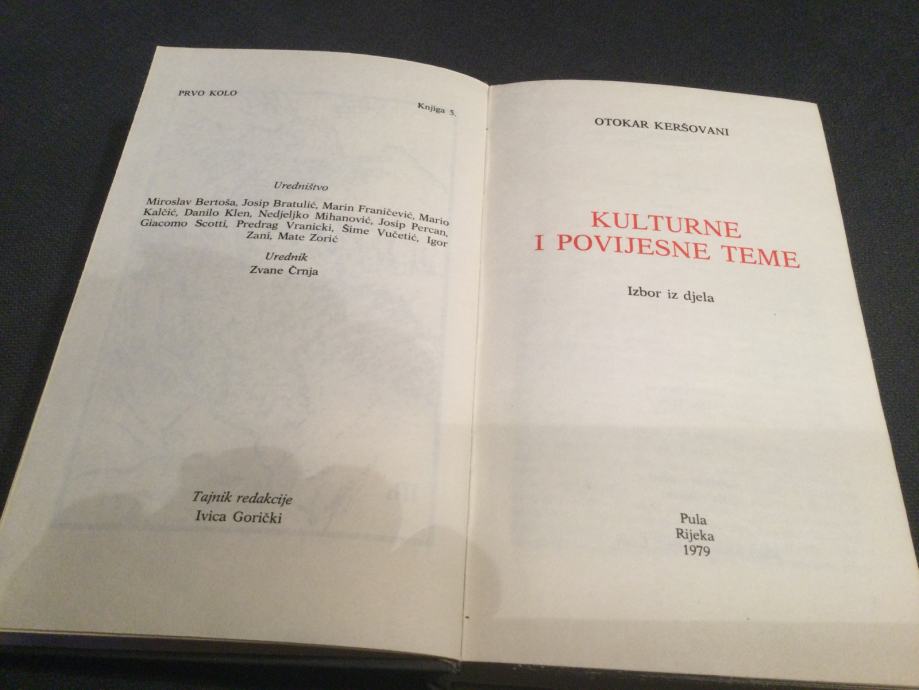 PRVO KOLO
Knjiga 5.
Uredništvo
Miroslav Bertoša, Josip Bratulić, Marin Franičević, Mario
Kalčić, Danilo Klen, Nedjeljko Mihanović, Josip Percan,
Giacomo Scotti, Predrag Vranicki, Šime Vučetić, Igor
Zani, Mate Zorić
Urednik
Zvane Črnja
Tajnik redakcije
Ivica Gorički
OTOKAR KERŠOVANI
KULTURNE
I POVIJESNE TEME
Izbor iz djela
Pula
Rijeka
1979